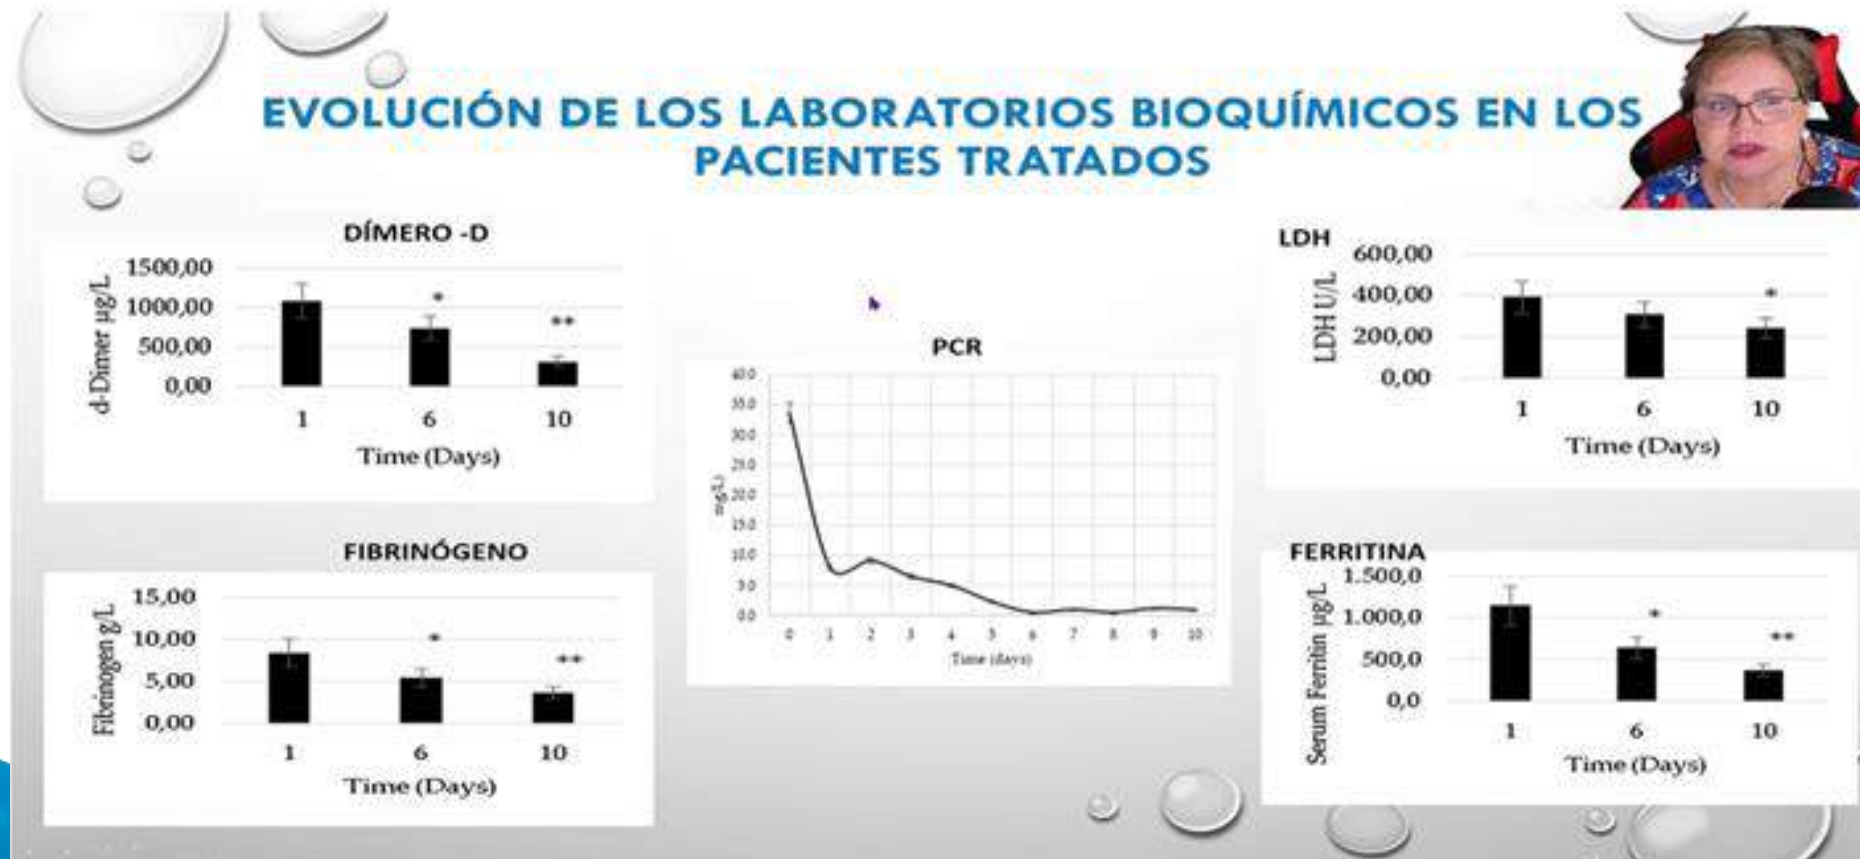 EVOLUCIÓN DE LOS LABORATORIOS BIOQUÍMICOS EN LOS
PACIENTES TRATADOS
DÍMERO -D
d-Dimer µg/L
1500,00
1000,00
500,00
0,00
*
**
1 6 10
Time (Days)
FIBRINÓGENO
Fibrinogen g/L
15,00
10,00
5,00
0,00
*
**
1 6 10
Time (Days)
PCR
mg/L)
40.0
35.0
30.0
25.0
20.0
15.0
10.0
5.0
0.0
0 1 2 3 4 5 6 7 8 9 10
Time (days)
LDH
LDH U/L
600,00
400,00
200,00
0,00
*
1 6 10
Time (Days)
FERRITINA
Serum Ferritin µg/L
1.500,0
1.000,0
500,0
0,0
*
**
1 6 10
Time (Days)